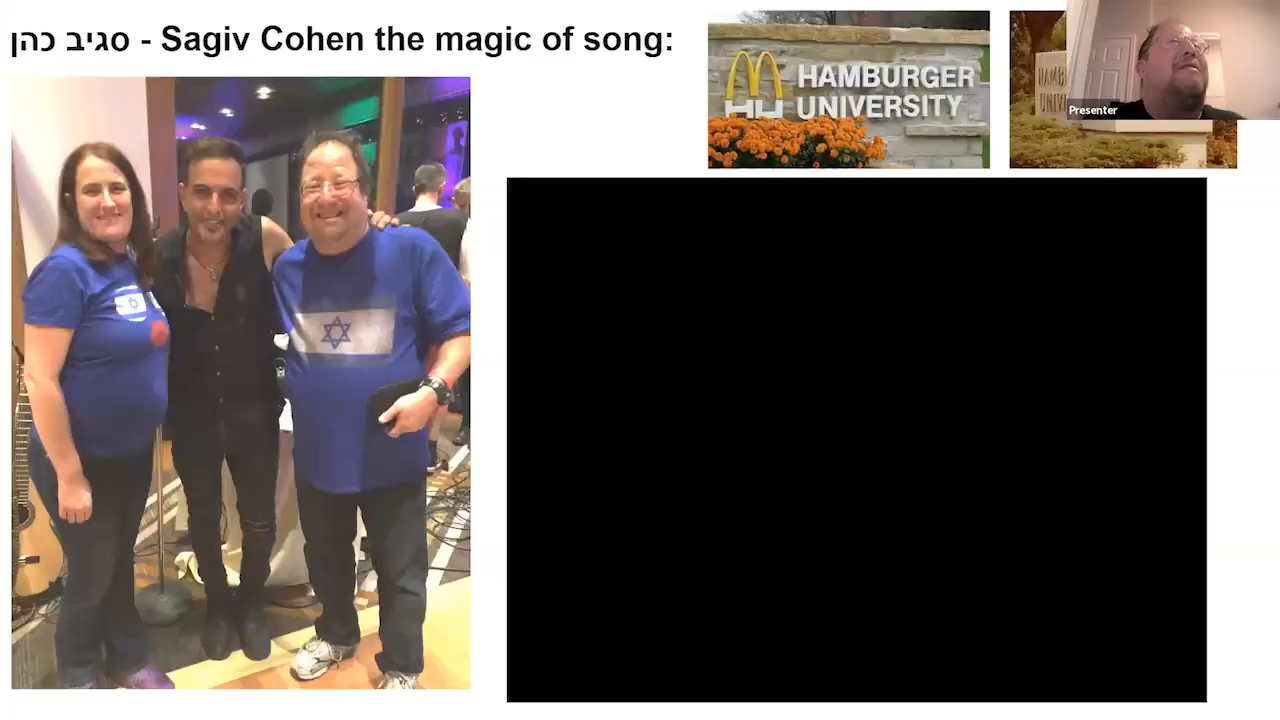 סגיב כהן - Sagiv Cohen the magic of song:
HAMBURGER
UNIVERSITY
Presenter